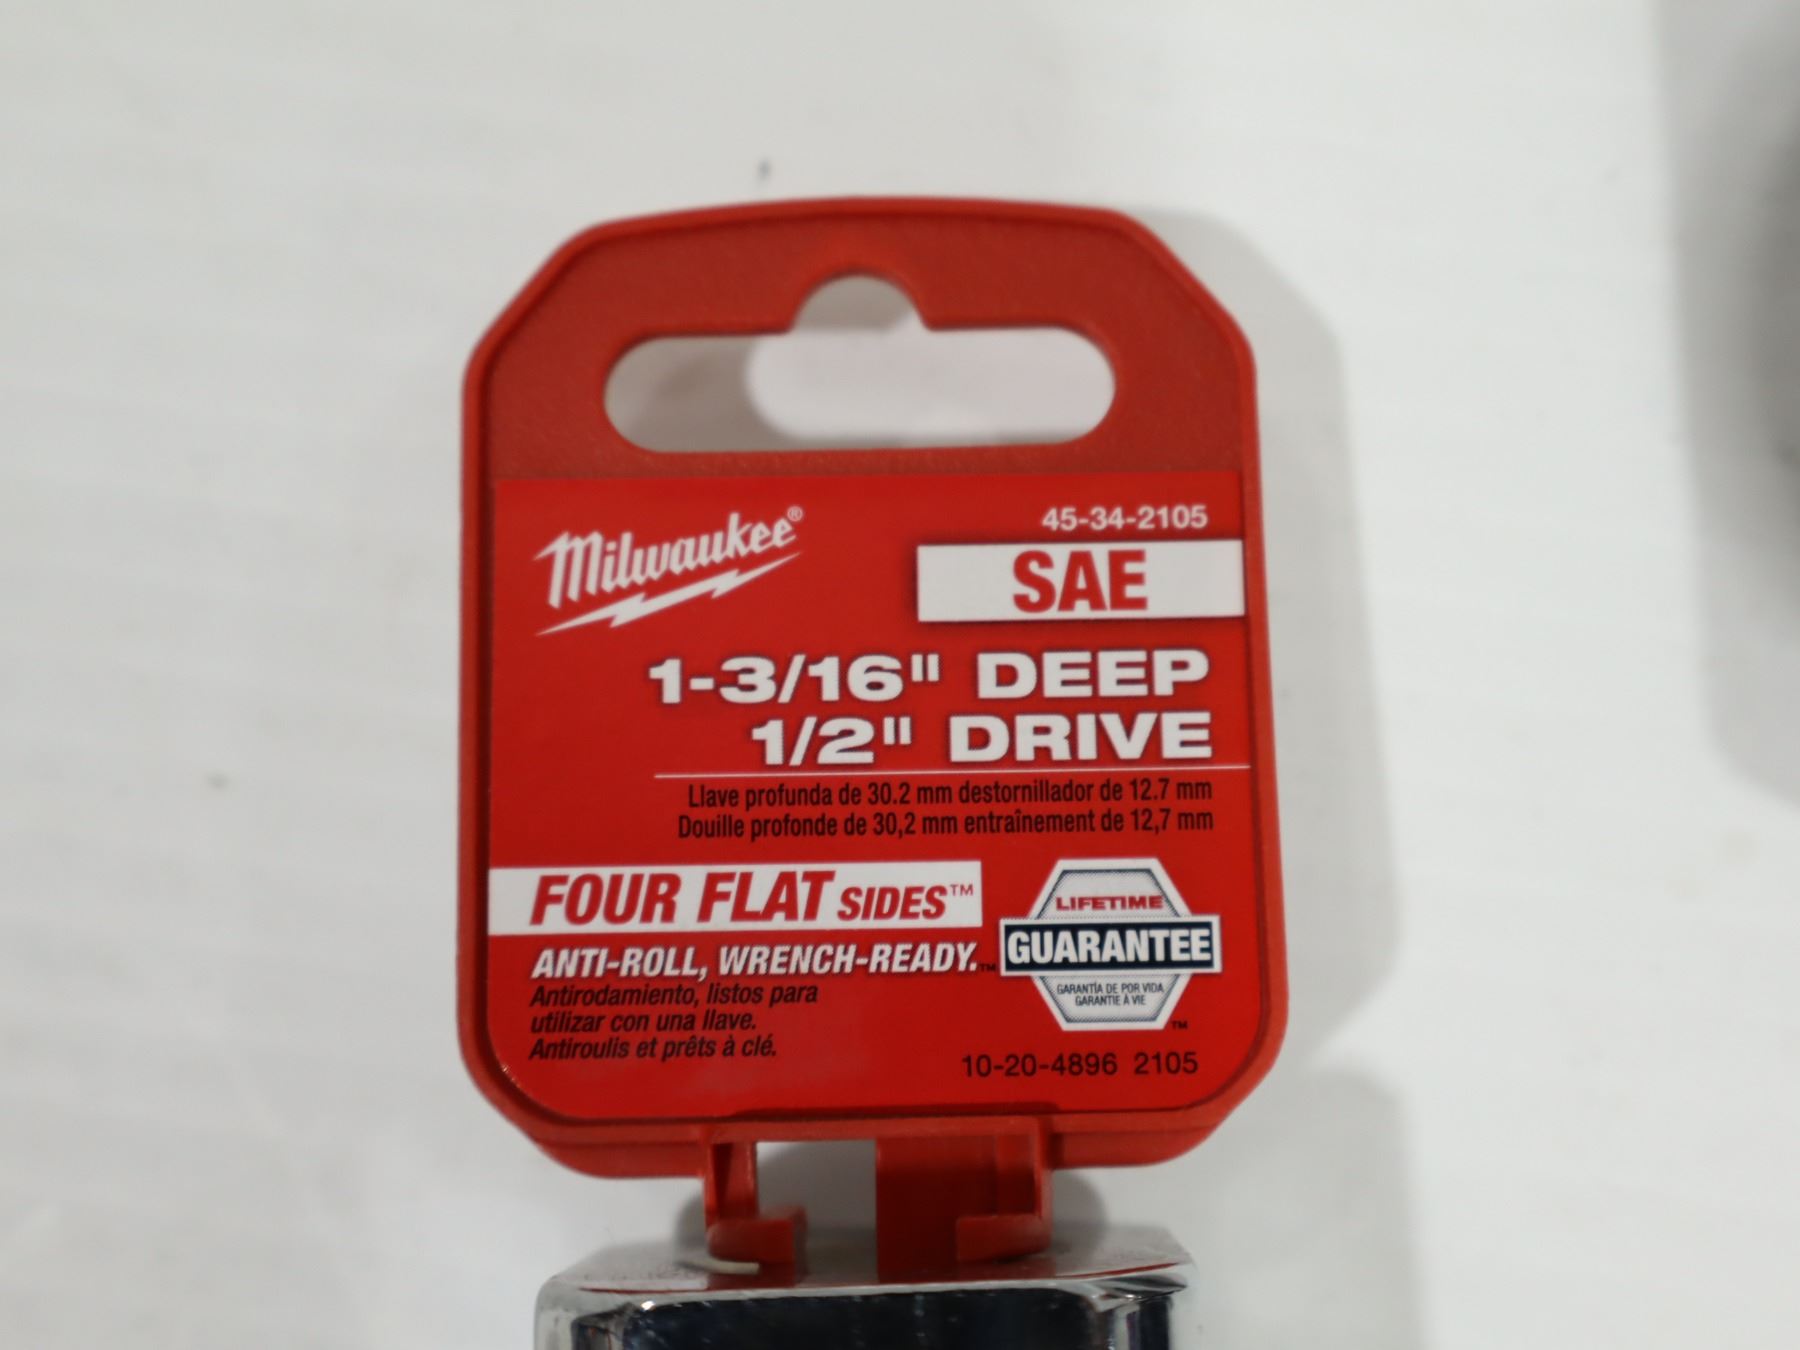 Milwaukee®
45-34-2105
SAE
1-3/16" DEEP
1/2" DRIVE
Llave profunda de 30.2 mm destornillador de 12.7 mm
Douille profonde de 30,2 mm entraînement de 12,7 mm
FOUR FLAT SIDES™
ANTI-ROLL, WRENCH-READY.™
Antirodamiento, listos para
utilizar con una llave.
Antiroulis et prêts à clé.
LIFETIME
GUARANTEE
GARANTÍA DE POR VIDA
GARANTIE À VIE
™
10-20-4896 2105